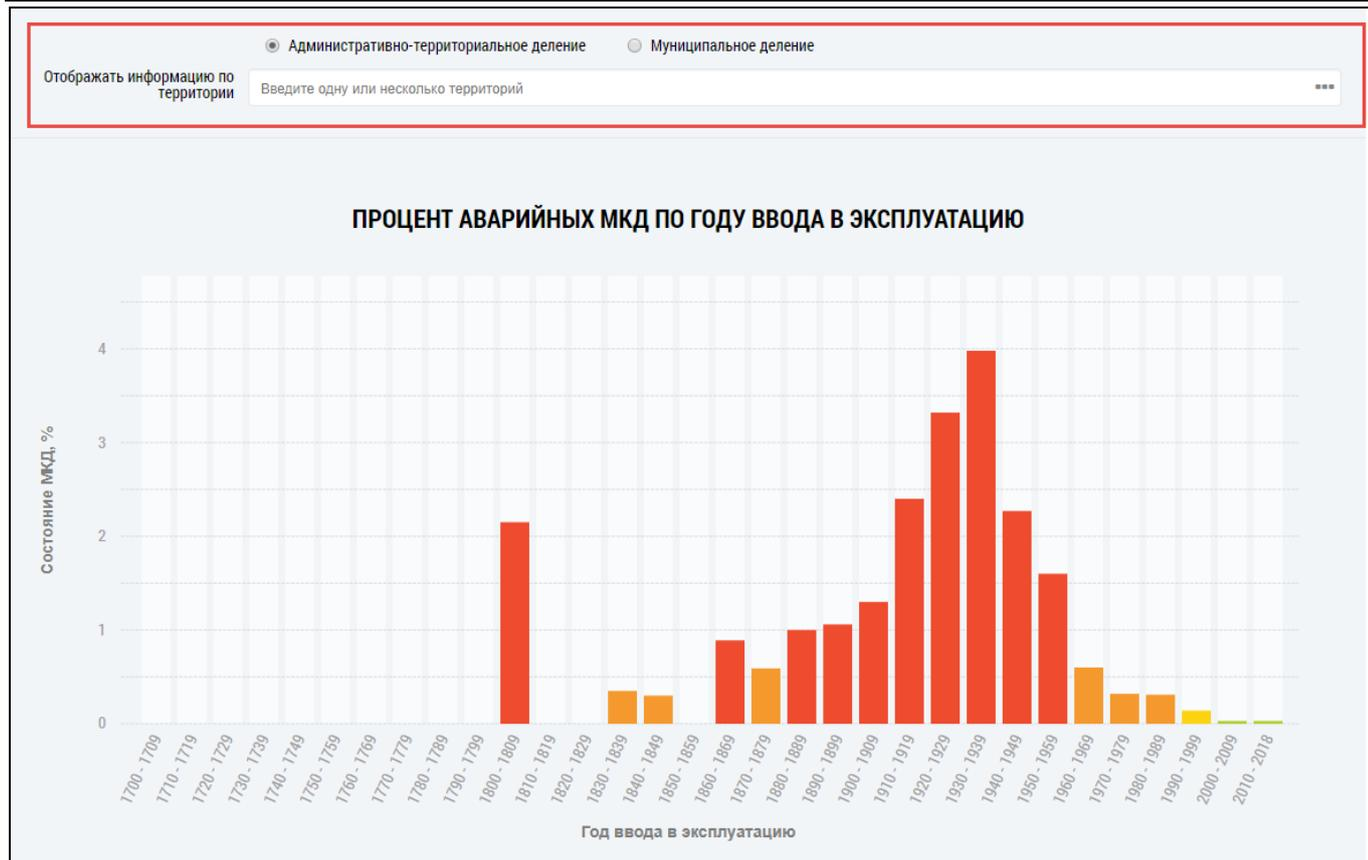 Административно-территориальное деление
Муниципальное деление
Отображать информацию по
территории
Введите одну или несколько территорий
ПРОЦЕНТ АВАРИЙНЫХ МКД ПО ГОДУ ВВОДА В ЭКСПЛУАТАЦИЮ
Состояние МКД, %
4
3
2
1
0
1700 - 1709
1710 - 1719
1720 - 1729
1730 - 1739
1740 - 1749
1750 - 1759
1760 - 1769
1770 - 1779
1780 - 1789
1790 - 1799
1800 - 1809
1810 - 1819
1820 - 1829
1830 - 1839
1840 - 1849
1850 - 1859
1860 - 1869
1870 - 1879
1880 - 1889
1890 - 1899
1900 - 1909
1910 - 1919
1920 - 1929
1930 - 1939
1940 - 1949
1950 - 1959
1960 - 1969
1970 - 1979
1980 - 1989
1990 - 1999
2000 - 2009
2010 - 2018
Год ввода в эксплуатацию